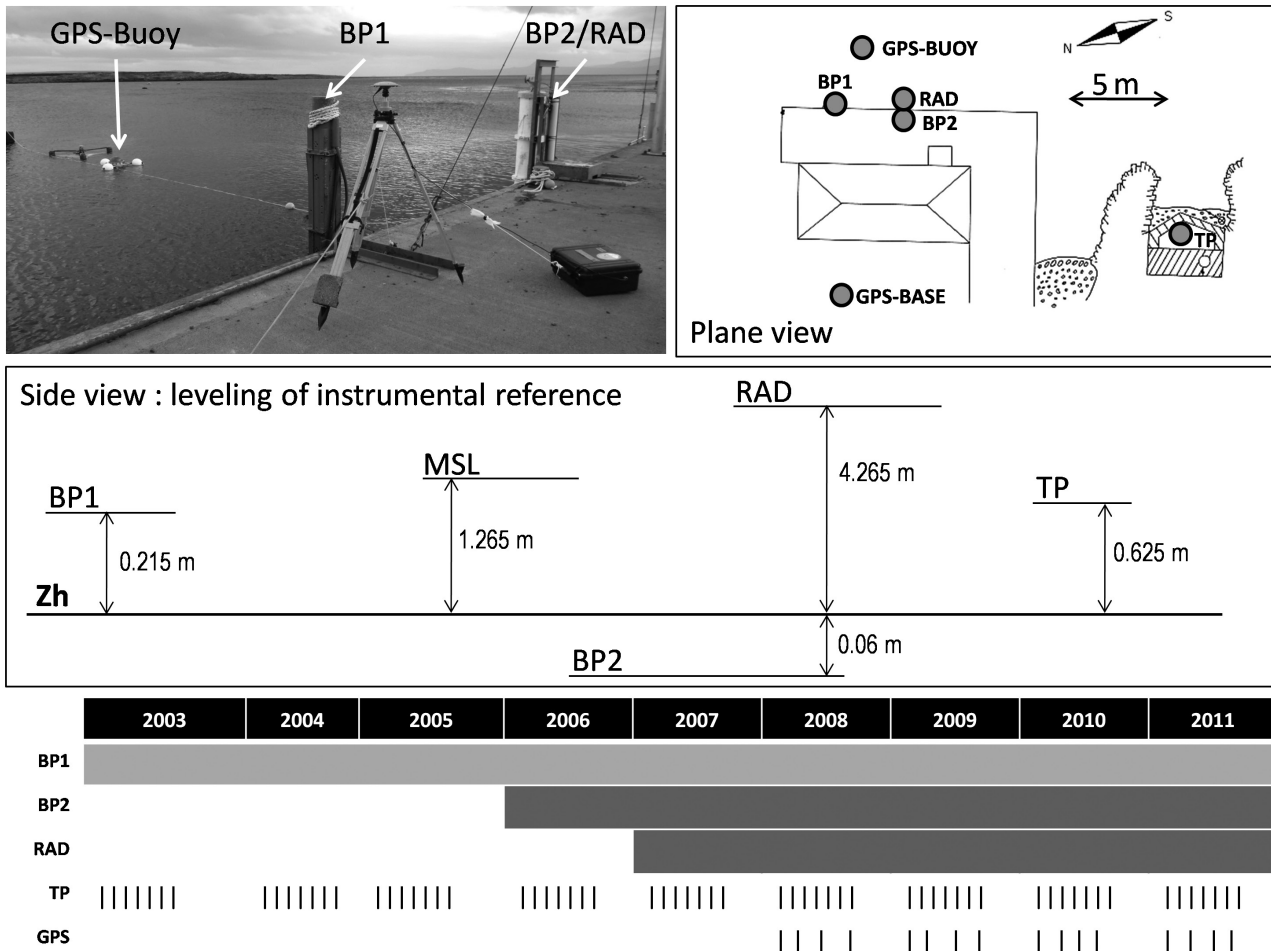 GPS-Buoy BP1 BP2/RAD
S
N
GPS-BUOY
BP1
RAD
BP2
5 m
TP
GPS-BASE
Plane view
Side view : leveling of instrumental reference
RAD
MSL
BP1
TP
4.265 m
1.265 m
0.215 m
0.625 m
Zh
0.06 m
BP2
2003 2004 2005 2006 2007 2008 2009 2010 2011
BP1
BP2
RAD
TP
GPS